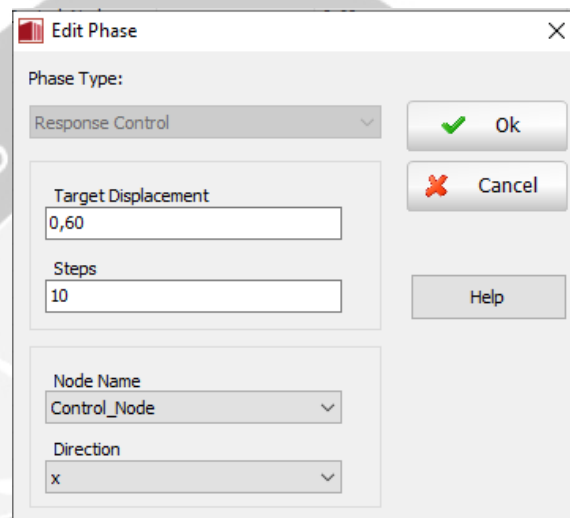 Edit Phase
Phase Type:
Response Control
Ok
Target Displacement
0,60
Cancel
Steps
10
Help
Node Name
Control_Node
Direction
x